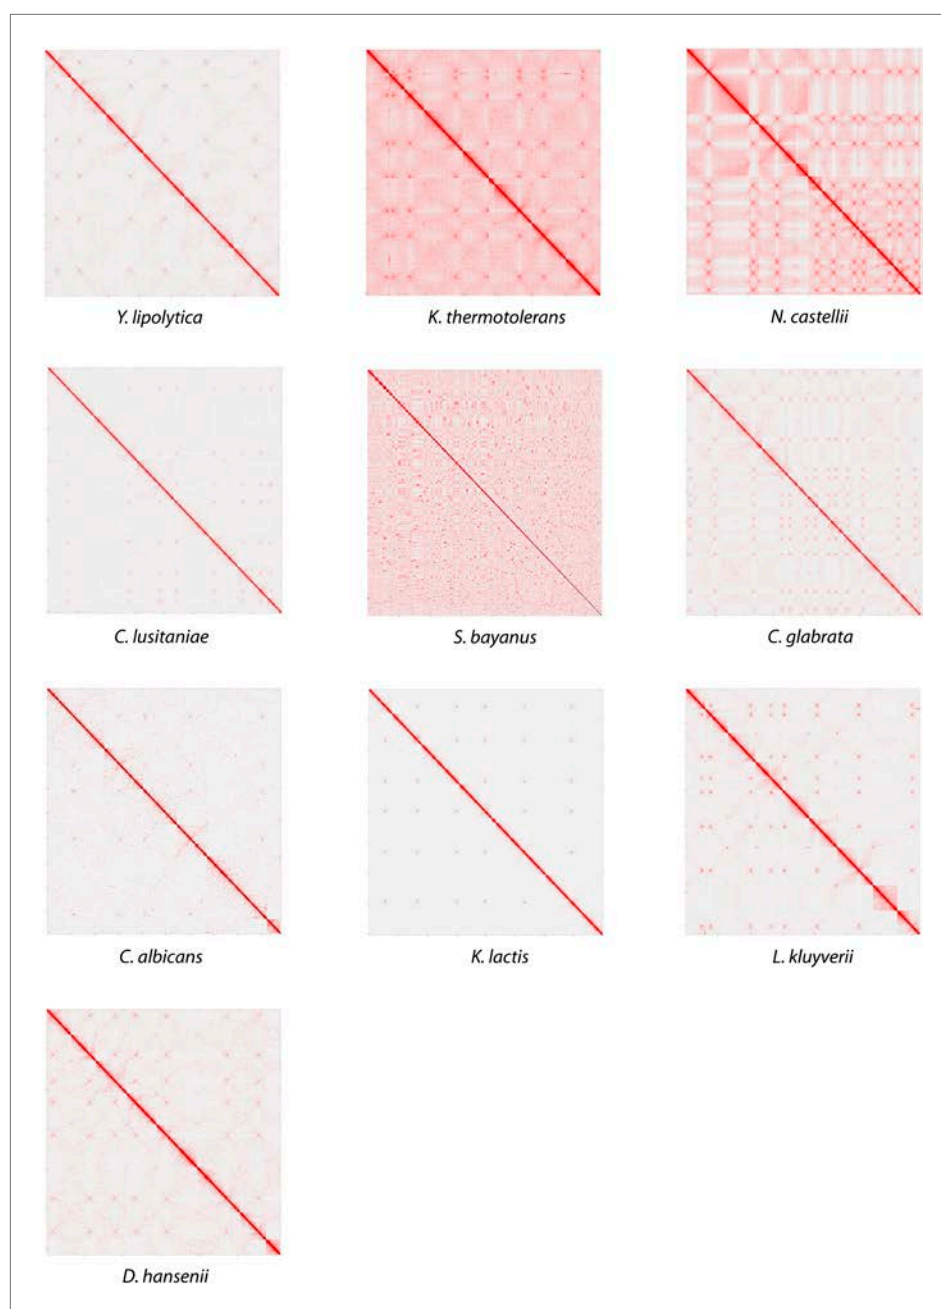 Y. lipolytica
K. thermotolerans
N. castellii
C. lusitaniae
S. bayanus
C. glabrata
C. albicans
K. lactis
L. kluyverii
D. hansenii